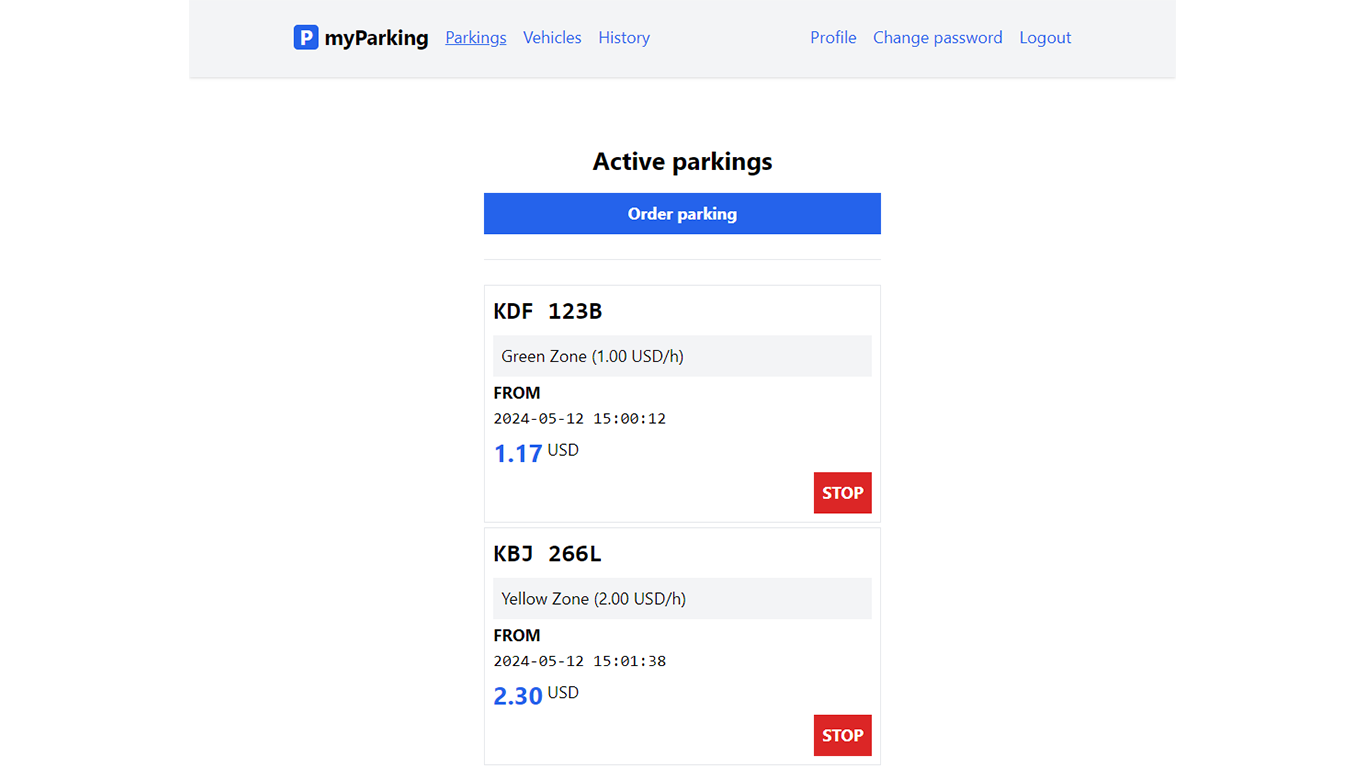 P myParking Parkings Vehicles History Profile Change password Logout
Active parkings
Order parking
KDF 123B
Green Zone (1.00 USD/h)
FROM
2024-05-12 15:00:12
1.17 USD
STOP
KBJ 266L
Yellow Zone (2.00 USD/h)
FROM
2024-05-12 15:01:38
2.30 USD
STOP